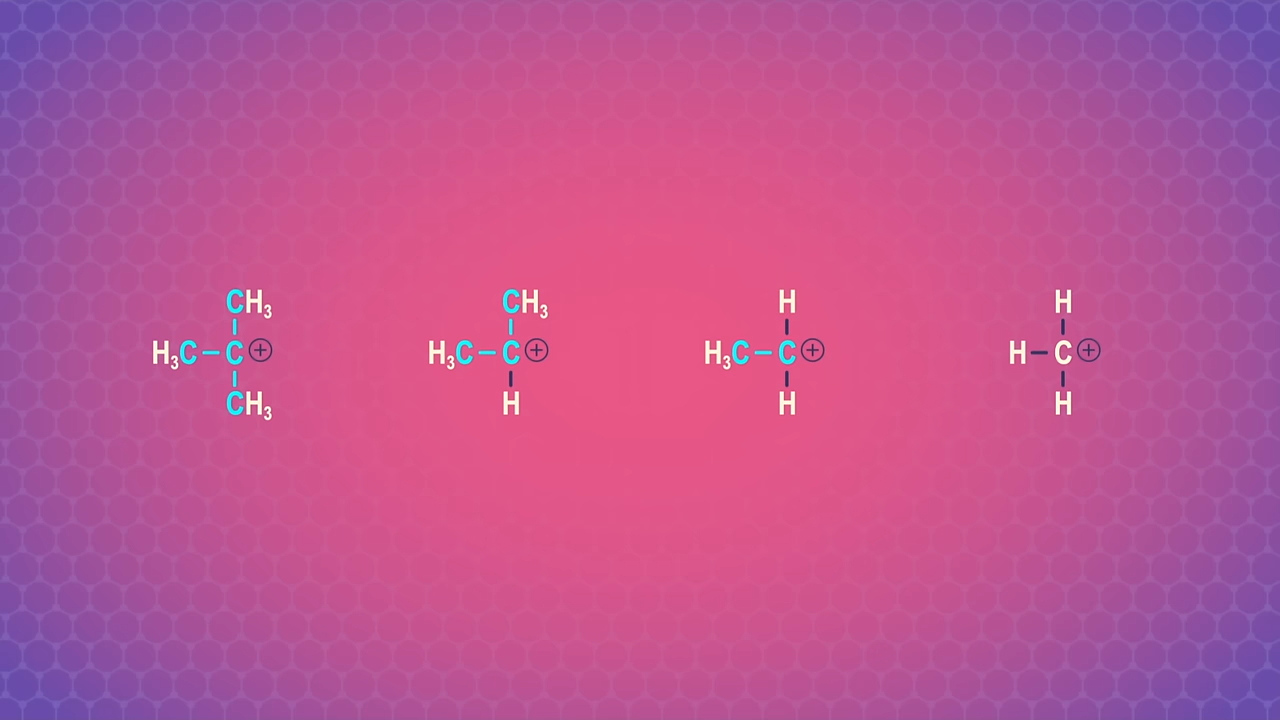 CH₃ CH₃ H H
H₃C–C⊕ H₃C–C⊕ H₃C–C⊕ H–C⊕
CH₃ H H H